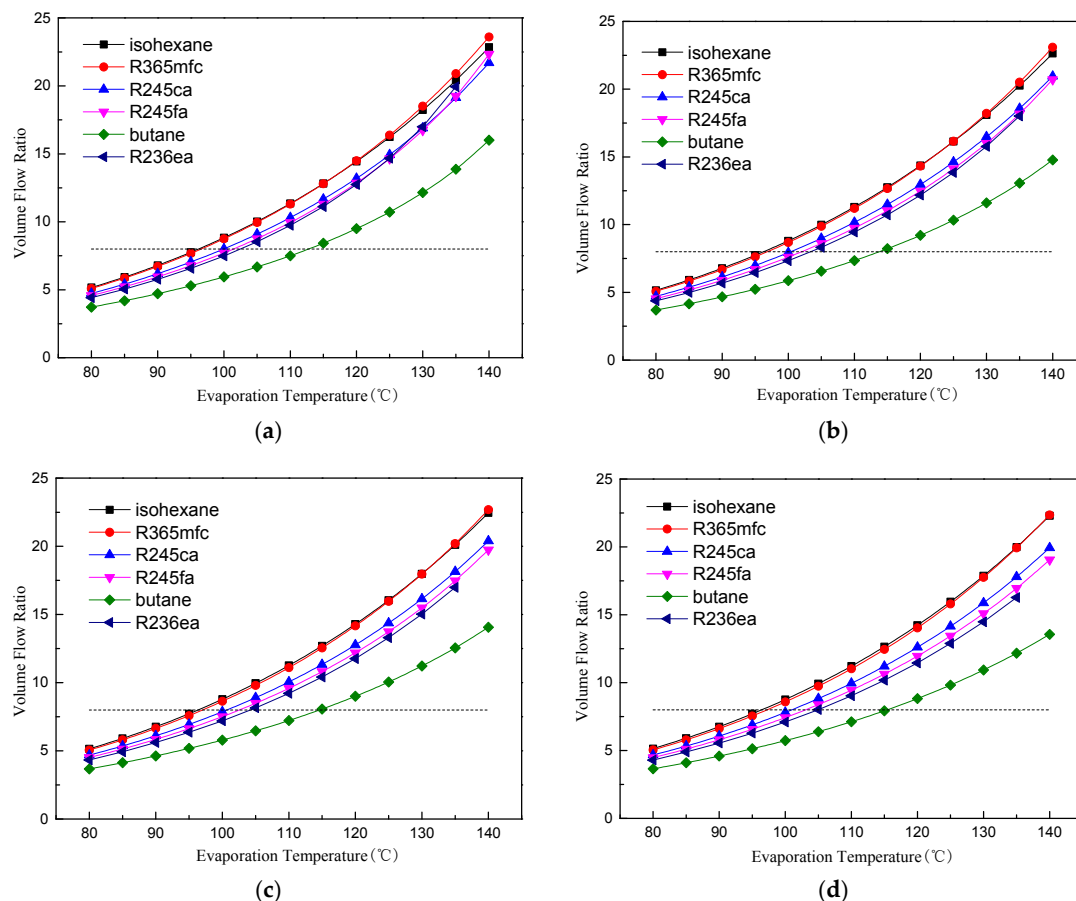 25
20
15
10
5
0
Volume Flow Ratio
isohexane
R365mfc
R245ca
R245fa
butane
R236ea
80 90 100 110 120 130 140
Evaporation Temperature(℃)
(a)
25
20
15
10
5
0
Volume Flow Ratio
isohexane
R365mfc
R245ca
R245fa
butane
R236ea
80 90 100 110 120 130 140
Evaporation Temperature(℃)
(b)
25
20
15
10
5
0
Volume Flow Ratio
isohexane
R365mfc
R245ca
R245fa
butane
R236ea
80 90 100 110 120 130 140
Evaporation Temperature(℃)
(c)
25
20
15
10
5
0
Volume Flow Ratio
isohexane
R365mfc
R245ca
R245fa
butane
R236ea
80 90 100 110 120 130 140
Evaporation Temperature(℃)
(d)